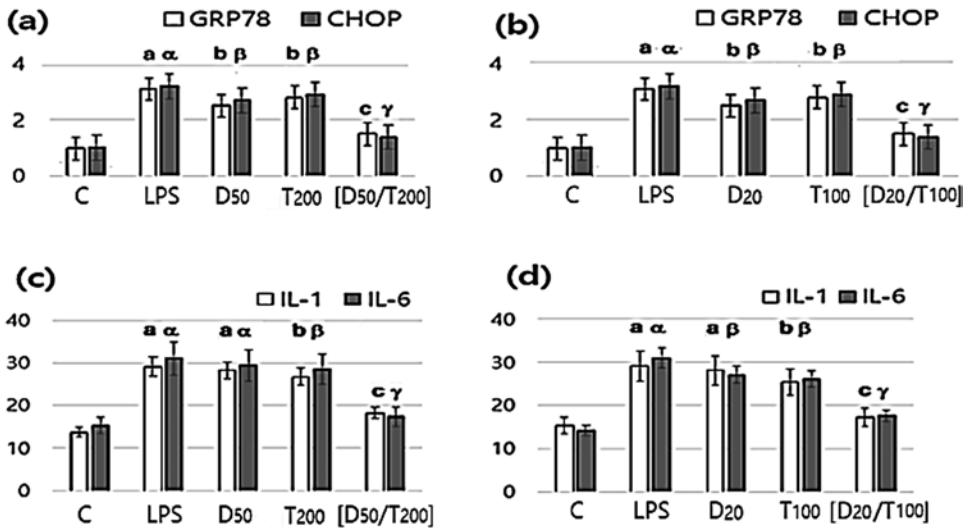 (a)
GRP78 CHOP
a α b β b β
4
c γ
2
0
C LPS D50 T200 [D50/T200]
(b)
GRP78 CHOP
a α b β b β
4
c γ
2
0
C LPS D20 T100 [D20/T100]
(c)
IL-1 IL-6
40
a α a α b β
30
c γ
20
10
0
C LPS D50 T200 [D50/T200]
(d)
IL-1 IL-6
40
a α a β b β
30
c γ
20
10
0
C LPS D20 T100 [D20/T100]